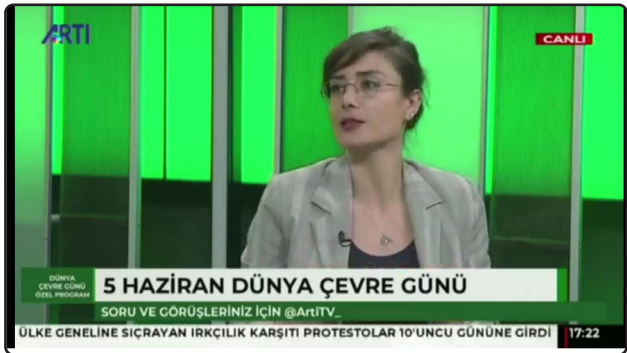 ARTI
CANLI
DÜNYA
ÇEVRE GÜNÜ
ÖZEL PROGRAM
5 HAZİRAN DÜNYA ÇEVRE GÜNÜ
SORU VE GÖRÜŞLERİNİZ İÇİN @ArtiTV_
ÜLKE GENELİNE SIÇRAYAN IRKÇILIK KARŞITI PROTESTOLAR 10'UNCU GÜNÜNE GİRDİ
17:22